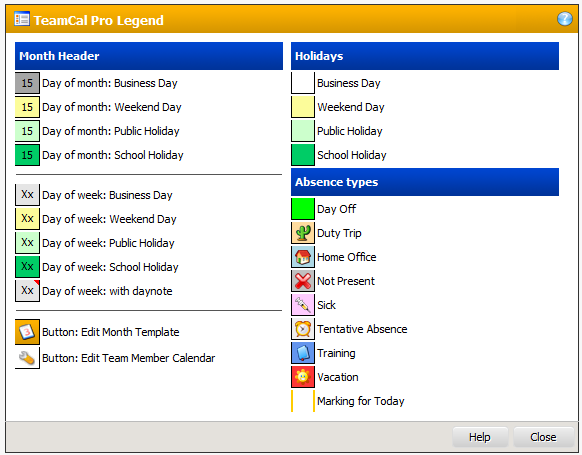 TeamCal Pro Legend
Month Header
15 Day of month: Business Day
15 Day of month: Weekend Day
15 Day of month: Public Holiday
15 Day of month: School Holiday
Xx Day of week: Business Day
Xx Day of week: Weekend Day
Xx Day of week: Public Holiday
Xx Day of week: School Holiday
Xx Day of week: with daynote
3 Button: Edit Month Template
Button: Edit Team Member Calendar
Holidays
Business Day
Weekend Day
Public Holiday
School Holiday
Absence types
Day Off
Duty Trip
Home Office
Not Present
Sick
Tentative Absence
Training
Vacation
Marking for Today
Help
Close